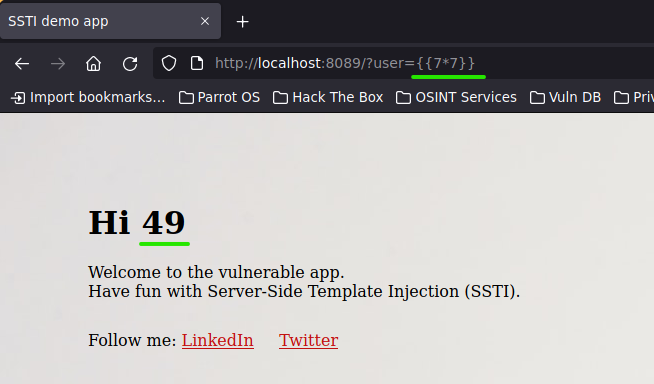 SSTI demo app
http://localhost:8089/?user={{7*7}}
Import bookmarks... Parrot OS Hack The Box OSINT Services Vuln DB
Hi 49
Welcome to the vulnerable app.
Have fun with Server-Side Template Injection (SSTI).
Follow me: LinkedIn Twitter